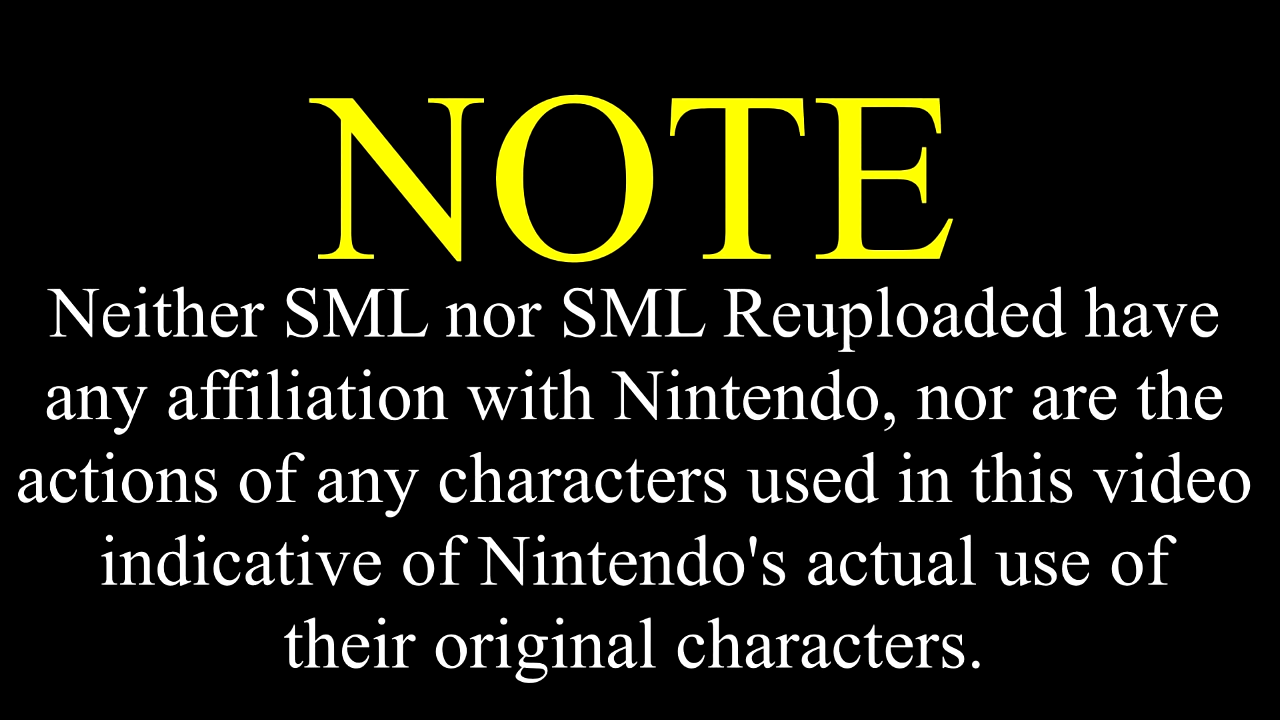 NOTE
Neither SML nor SML Reuploaded have
any affiliation with Nintendo, nor are the
actions of any characters used in this video
indicative of Nintendo's actual use of
their original characters.